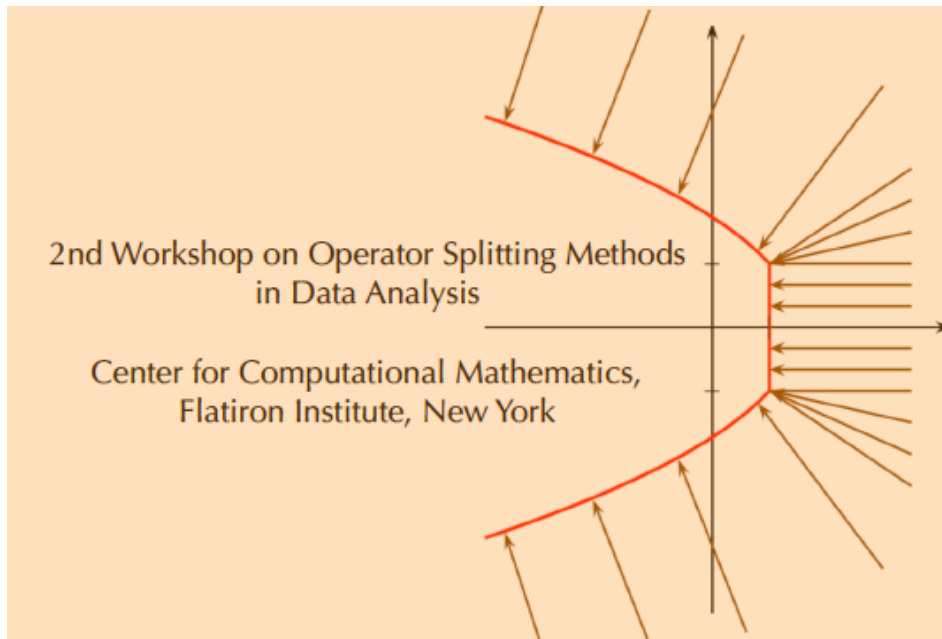 2nd Workshop on Operator Splitting Methods
in Data Analysis
Center for Computational Mathematics,
Flatiron Institute, New York